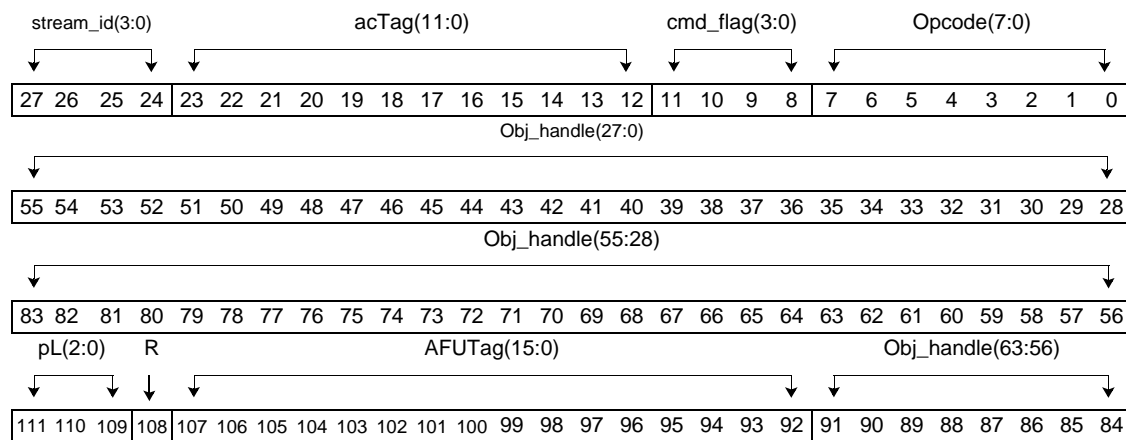 stream_id(3:0) acTag(11:0) cmd_flag(3:0) Opcode(7:0)
27 26 25 24 23 22 21 20 19 18 17 16 15 14 13 12 11 10 9 8 7 6 5 4 3 2 1 0
Obj_handle(27:0)
55 54 53 52 51 50 49 48 47 46 45 44 43 42 41 40 39 38 37 36 35 34 33 32 31 30 29 28
Obj_handle(55:28)
83 82 81 80 79 78 77 76 75 74 73 72 71 70 69 68 67 66 65 64 63 62 61 60 59 58 57 56
pL(2:0) R AFUTag(15:0) Obj_handle(63:56)
111 110 109 108 107 106 105 104 103 102 101 100 99 98 97 96 95 94 93 92 91 90 89 88 87 86 85 84